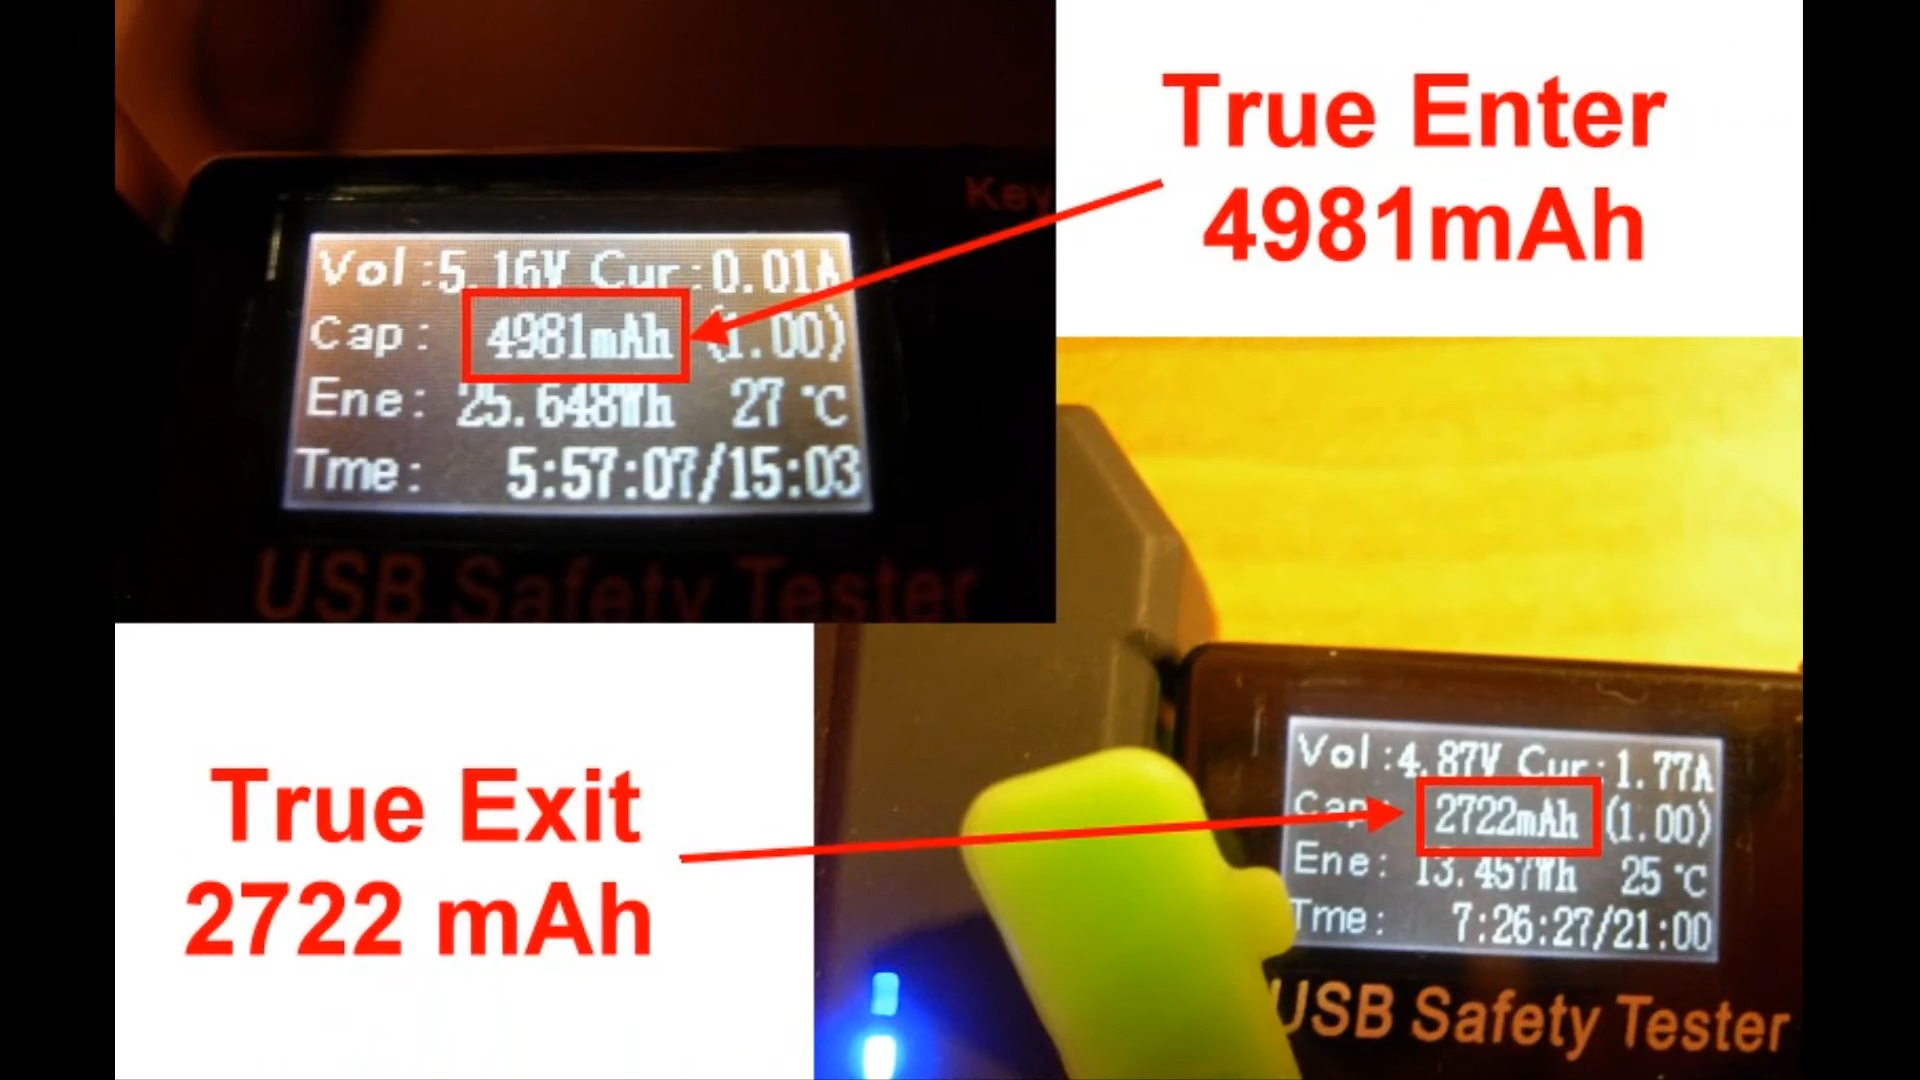 True Enter
4981mAh
Key
Vol:5.16V Cur:0.01A
Cap: 4981mAh (1.00)
Ene: 25.648Wh 27℃
Tme: 5:57:07/15:03
USB Safety Tester
True Exit
2722 mAh
Vol:4.87V Cur:1.77A
Cap: 2722mAh (1.00)
Ene: 13.457Wh 25℃
Tme: 7:26:27/21:00
USB Safety Tester